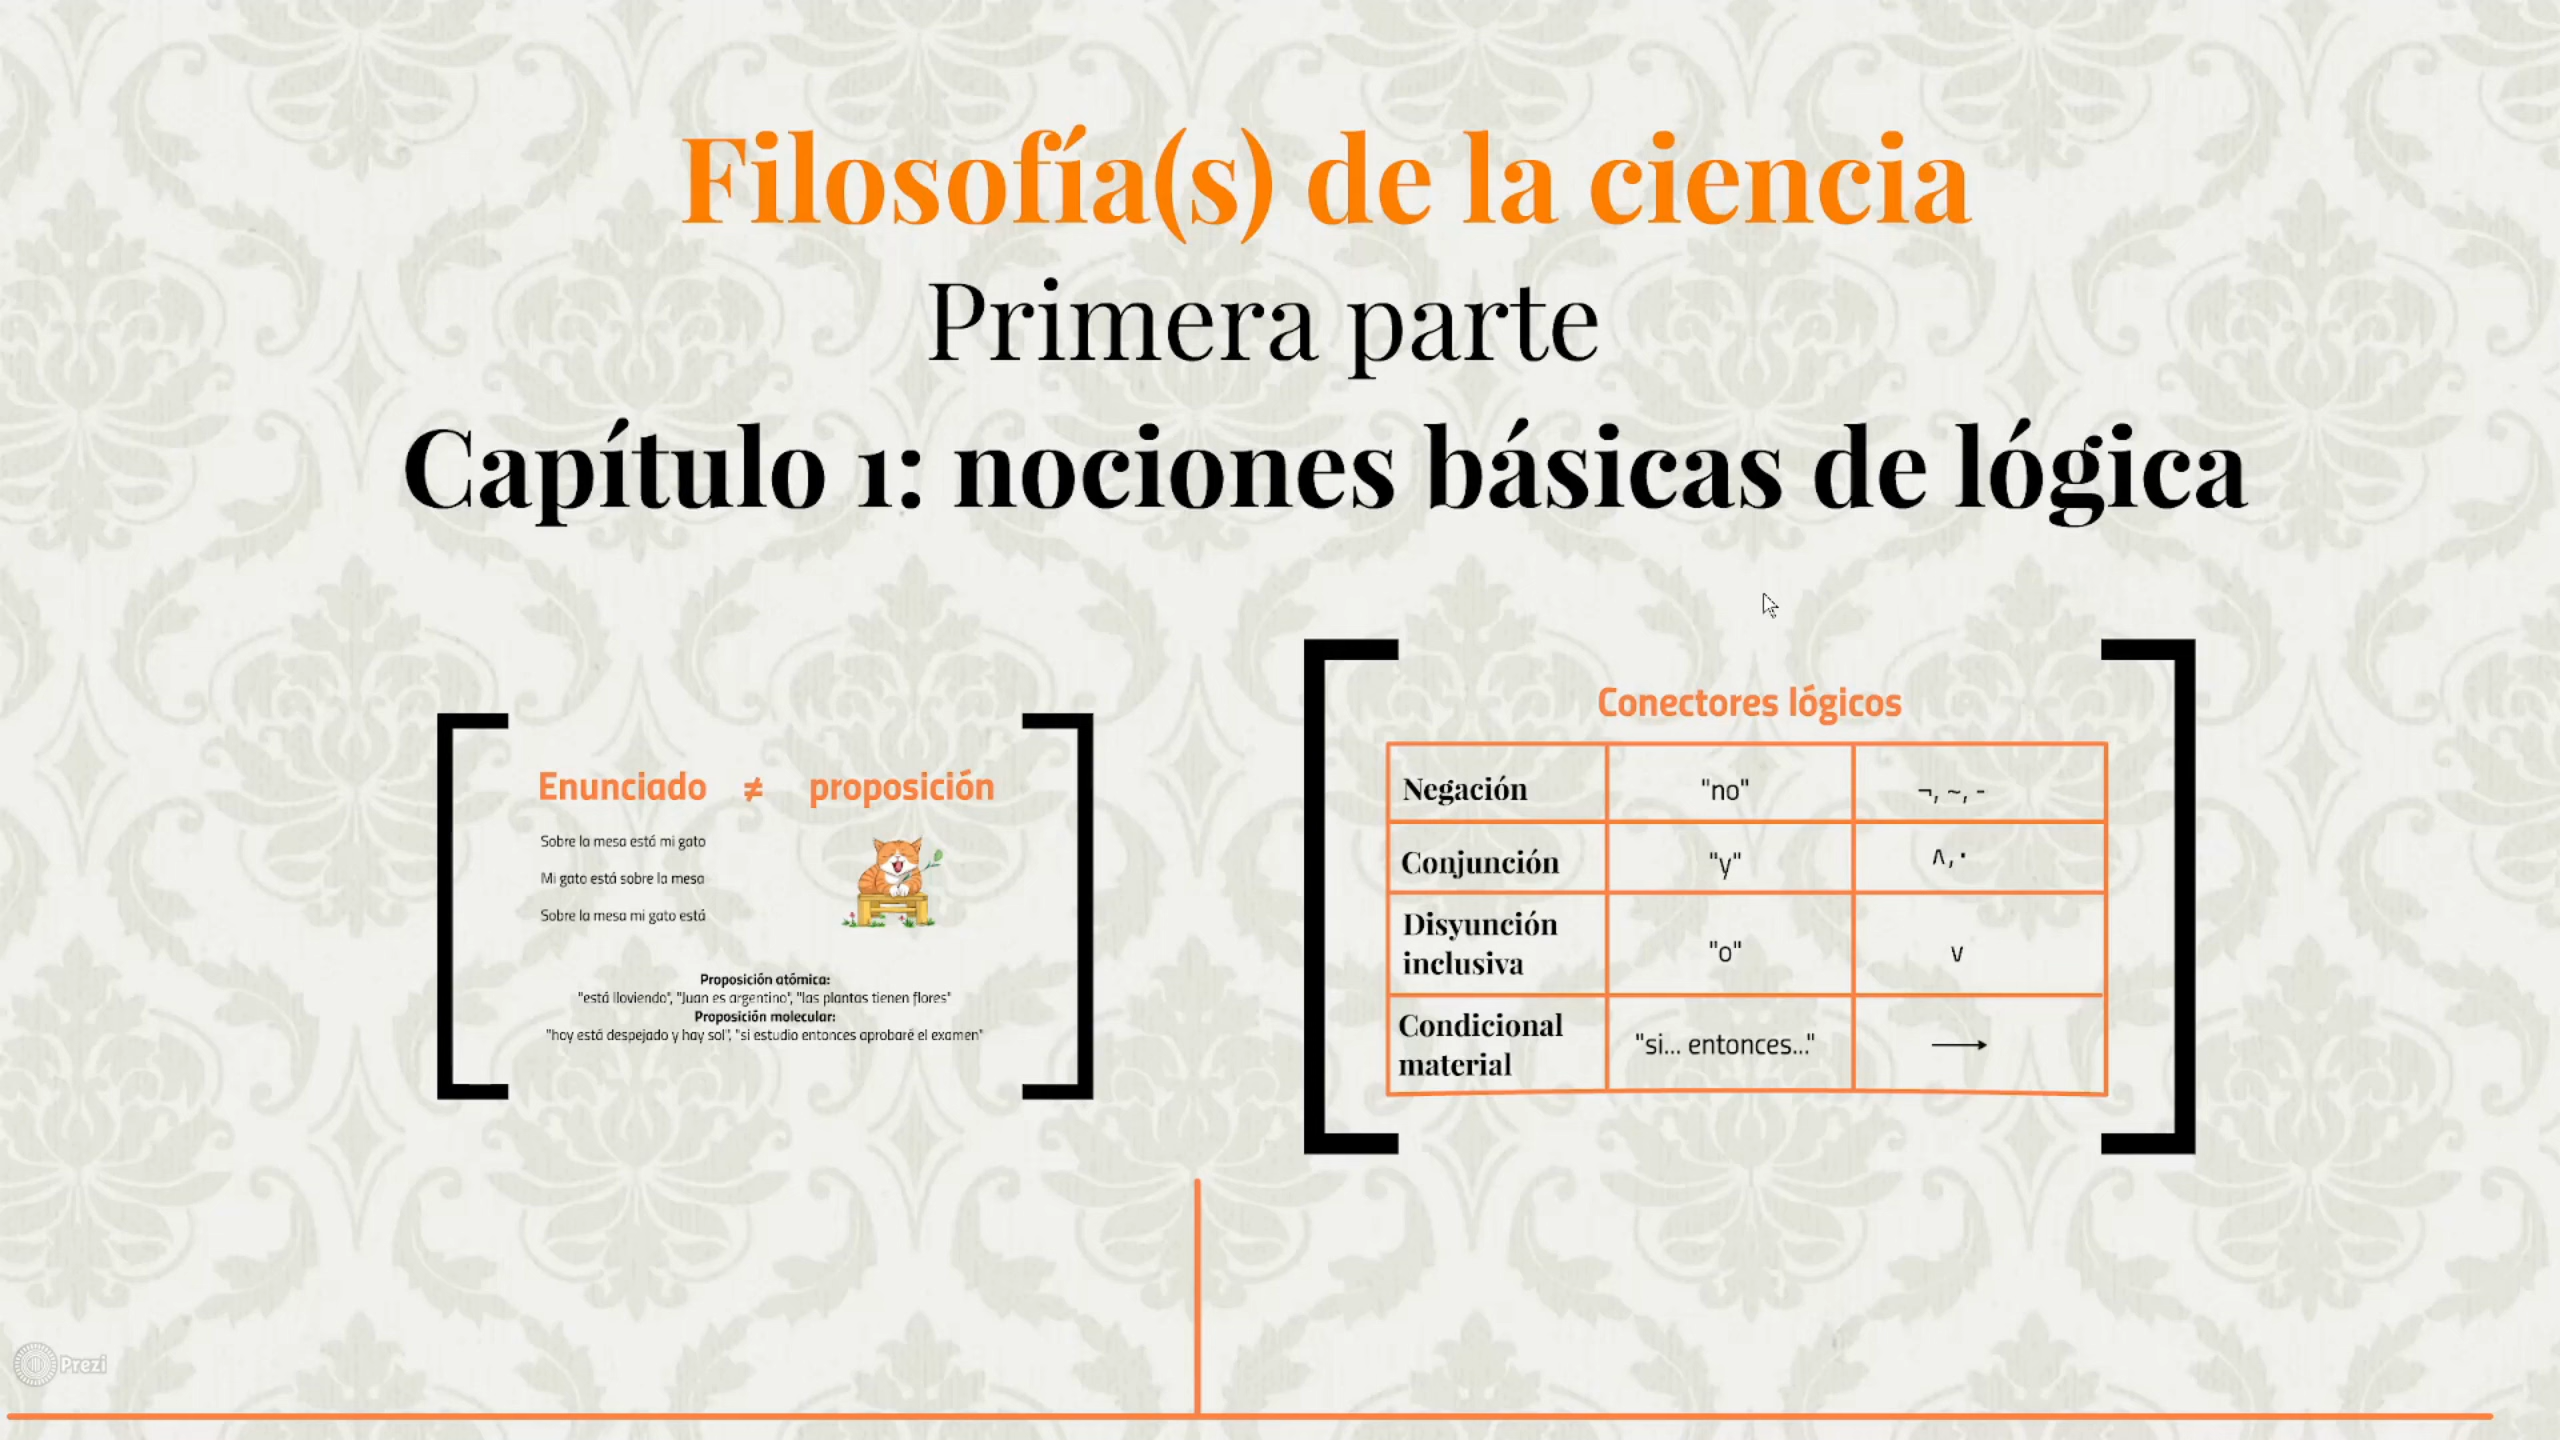 Filosofía(s) de la ciencia
Primera parte
Capítulo 1: nociones básicas de lógica
Enunciado ≠ proposición
Sobre la mesa está mi gato
Mi gato está sobre la mesa
Sobre la mesa mi gato está
Proposición atómica:
"está lloviendo", "Juan es argentino", "las plantas tienen flores"
Proposición molecular:
"hoy está despejado y hay sol", "si estudio entonces aprobaré el examen"
Conectores lógicos
Negación "no" ¬, ~, -
Conjunción "y" ∧, ·
Disyunción
inclusiva "o" v
Condicional
material "si... entonces..." →
Prezi